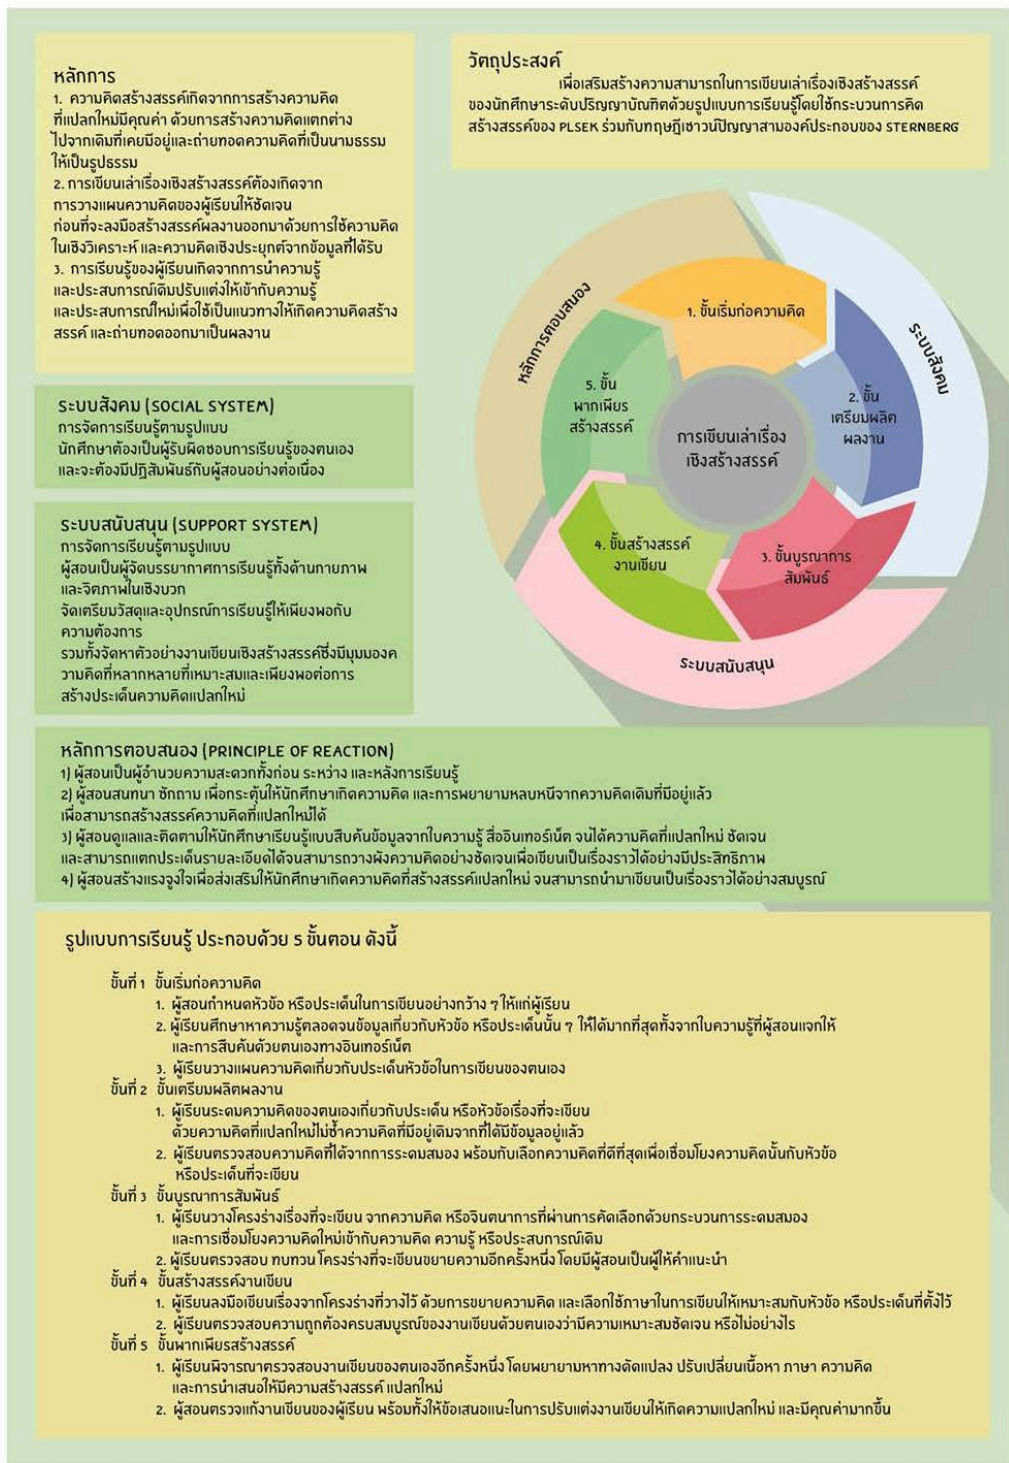 หลักการ
1. ความคิดสร้างสรรค์เกิดจากการสร้างความคิด
ที่แปลกใหม่มีคุณค่า ด้วยการสร้างความคิดแตกต่าง
ไปจากเดิมที่เคยมีอยู่และถ่ายทอดความคิดที่เป็นนามธรรม
ให้เป็นรูปธรรม
2. การเขียนเล่าเรื่องเชิงสร้างสรรค์ต้องเกิดจาก
การวางแผนความคิดของผู้เรียนให้ชัดเจน
ก่อนที่จะลงมือสร้างสรรค์ผลงานออกมาด้วยการใช้ความคิด
ในเชิงวิเคราะห์ และความคิดเชิงประยุกต์จากข้อมูลที่ได้รับ
3. การเรียนรู้ของผู้เรียนเกิดจากการนำความรู้
และประสบการณ์เดิมปรับแต่งให้เข้ากับความรู้
และประสบการณ์ใหม่เพื่อใช้เป็นแนวทางให้เกิดความคิดสร้าง
สรรค์ และถ่ายทอดออกมาเป็นผลงาน
วัตถุประสงค์
เพื่อเสริมสร้างความสามารถในการเขียนเล่าเรื่องเชิงสร้างสรรค์
ของนักศึกษาระดับปริญญาบัณฑิตด้วยรูปแบบการเรียนรู้โดยใช้กระบวนการคิด
สร้างสรรค์ของ PLSEK ร่วมกับทฤษฎีเชาวน์ปัญญาสามองค์ประกอบของ STERNBERG
หลักการตอบสนอง
ระบบสังคม
ระบบสนับสนุน
1. ขั้นเริ่มก่อความคิด
2. ขั้น
เตรียมผลิต
ผลงาน
3. ขั้นบูรณาการ
สัมพันธ์
4. ขั้นสร้างสรรค์
งานเขียน
5. ขั้น
พากเพียร
สร้างสรรค์
การเขียนเล่าเรื่อง
เชิงสร้างสรรค์
ระบบสังคม (SOCIAL SYSTEM)
การจัดการเรียนรู้ตามรูปแบบ
นักศึกษาต้องเป็นผู้รับผิดชอบการเรียนรู้ของตนเอง
และจะต้องมีปฏิสัมพันธ์กับผู้สอนอย่างต่อเนื่อง
ระบบสนับสนุน (SUPPORT SYSTEM)
การจัดการเรียนรู้ตามรูปแบบ
ผู้สอนเป็นผู้จัดบรรยากาศการเรียนรู้ทั้งด้านกายภาพ
และจิตภาพในเชิงบวก
จัดเตรียมวัสดุและอุปกรณ์การเรียนรู้ให้เพียงพอกับ
ความต้องการ
รวมทั้งจัดหาตัวอย่างงานเขียนเชิงสร้างสรรค์ซึ่งมีมุมมองค
วามคิดที่หลากหลายที่เหมาะสมและเพียงพอต่อการ
สร้างประเด็นความคิดแปลกใหม่
หลักการตอบสนอง (PRINCIPLE OF REACTION)
1) ผู้สอนเป็นผู้อำนวยความสะดวกทั้งก่อน ระหว่าง และหลังการเรียนรู้
2) ผู้สอนสนทนา ซักถาม เพื่อกระตุ้นให้นักศึกษาเกิดความคิด และการพยายามหลบหนีจากความคิดเดิมที่มีอยู่แล้ว
เพื่อสามารถสร้างสรรค์ความคิดที่แปลกใหม่ได้
3) ผู้สอนดูแลและติดตามให้นักศึกษาเรียนรู้แบบสืบค้นข้อมูลจากใบความรู้ สื่ออินเทอร์เน็ต จนได้ความคิดที่แปลกใหม่ ชัดเจน
และสามารถแตกประเด็นรายละเอียดได้จนสามารถวางผังความคิดอย่างชัดเจนเพื่อเขียนเป็นเรื่องราวได้อย่างมีประสิทธิภาพ
4) ผู้สอนสร้างแรงจูงใจเพื่อส่งเสริมให้นักศึกษาเกิดความคิดที่สร้างสรรค์แปลกใหม่ จนสามารถนำมาเขียนเป็นเรื่องราวได้อย่างสมบูรณ์
รูปแบบการเรียนรู้ ประกอบด้วย 5 ขั้นตอน ดังนี้
ขั้นที่ 1 ขั้นเริ่มก่อความคิด
1. ผู้สอนกำหนดหัวข้อ หรือประเด็นในการเขียนอย่างกว้าง ๆ ให้แก่ผู้เรียน
2. ผู้เรียนศึกษาหาความรู้ตลอดจนข้อมูลเกี่ยวกับหัวข้อ หรือประเด็นนั้น ๆ ให้ได้มากที่สุดทั้งจากใบความรู้ที่ผู้สอนแจกให้
และการสืบค้นด้วยตนเองทางอินเทอร์เน็ต
3. ผู้เรียนวางแผนความคิดเกี่ยวกับประเด็นหัวข้อในการเขียนของตนเอง
ขั้นที่ 2 ขั้นเตรียมผลิตผลงาน
1. ผู้เรียนระดมความคิดของตนเองเกี่ยวกับประเด็น หรือหัวข้อเรื่องที่จะเขียน
ด้วยความคิดที่แปลกใหม่ไม่ซ้ำความคิดที่มีอยู่เดิมจากที่ได้มีข้อมูลอยู่แล้ว
2. ผู้เรียนตรวจสอบความคิดที่ได้จากการระดมสมอง พร้อมกับเลือกความคิดที่ดีที่สุดเพื่อเชื่อมโยงความคิดนั้นกับหัวข้อ
หรือประเด็นที่จะเขียน
ขั้นที่ 3 ขั้นบูรณาการสัมพันธ์
1. ผู้เรียนวางโครงร่างเรื่องที่จะเขียน จากความคิด หรือจินตนาการที่ผ่านการคัดเลือกด้วยกระบวนการระดมสมอง
และการเชื่อมโยงความคิดใหม่เข้ากับความคิด ความรู้ หรือประสบการณ์เดิม
2. ผู้เรียนตรวจสอบ ทบทวน โครงร่างที่จะเขียนขยายความอีกครั้งหนึ่ง โดยมีผู้สอนเป็นผู้ให้คำแนะนำ
ขั้นที่ 4 ขั้นสร้างสรรค์งานเขียน
1. ผู้เรียนลงมือเขียนเรื่องจากโครงร่างที่วางไว้ ด้วยการขยายความคิด และเลือกใช้ภาษาในการเขียนให้เหมาะสมกับหัวข้อ หรือประเด็นที่ตั้งไว้
2. ผู้เรียนตรวจสอบความถูกต้องครบสมบูรณ์ของงานเขียนด้วยตนเองว่ามีความเหมาะสมชัดเจน หรือไม่อย่างไร
ขั้นที่ 5 ขั้นพากเพียรสร้างสรรค์
1. ผู้เรียนพิจารณาตรวจสอบงานเขียนของตนเองอีกครั้งหนึ่ง โดยพยายามหาทางดัดแปลง ปรับเปลี่ยนเนื้อหา ภาษา ความคิด
และการนำเสนอให้มีความสร้างสรรค์ แปลกใหม่
2. ผู้สอนตรวจแก้งานเขียนของผู้เรียน พร้อมทั้งให้ข้อเสนอแนะในการปรับแต่งงานเขียนให้เกิดความแปลกใหม่ และมีคุณค่ามากขึ้น